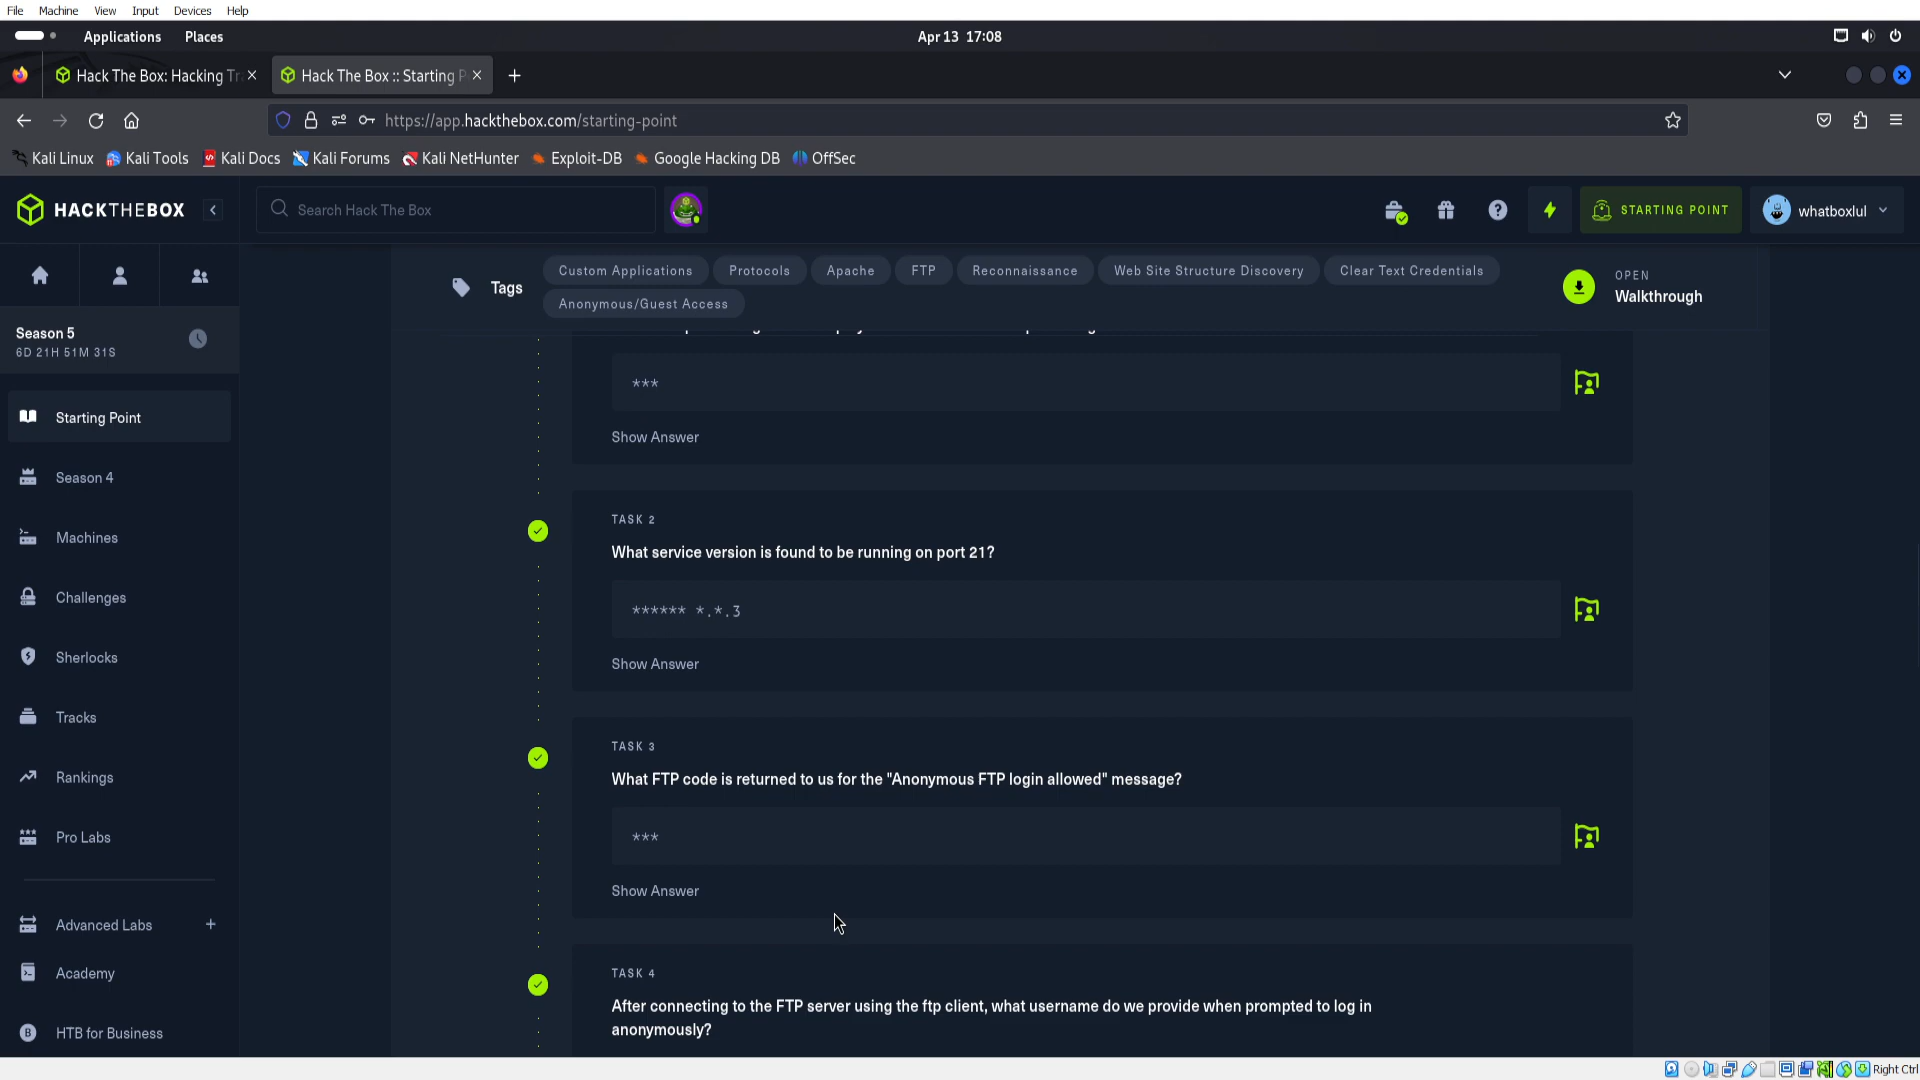 File Machine View Input Devices Help
Applications Places Apr 13 17:08
Hack The Box: Hacking Tr Hack The Box :: Starting P
https://app.hackthebox.com/starting-point
Kali Linux Kali Tools Kali Docs Kali Forums Kali NetHunter Exploit-DB Google Hacking DB OffSec
HACKTHEBOX Search Hack The Box STARTING POINT whatboxlul
Season 5
6D 21H 51M 31S
Starting Point
Season 4
Machines
Challenges
Sherlocks
Tracks
Rankings
Pro Labs
Advanced Labs +
Academy
HTB for Business
Tags
Custom Applications Protocols Apache FTP Reconnaissance Web Site Structure Discovery Clear Text Credentials
Anonymous/Guest Access
OPEN
Walkthrough
***
Show Answer
TASK 2
What service version is found to be running on port 21?
****** *.*.3
Show Answer
TASK 3
What FTP code is returned to us for the "Anonymous FTP login allowed" message?
***
Show Answer
TASK 4
After connecting to the FTP server using the ftp client, what username do we provide when prompted to log in
anonymously?
Right Ctrl